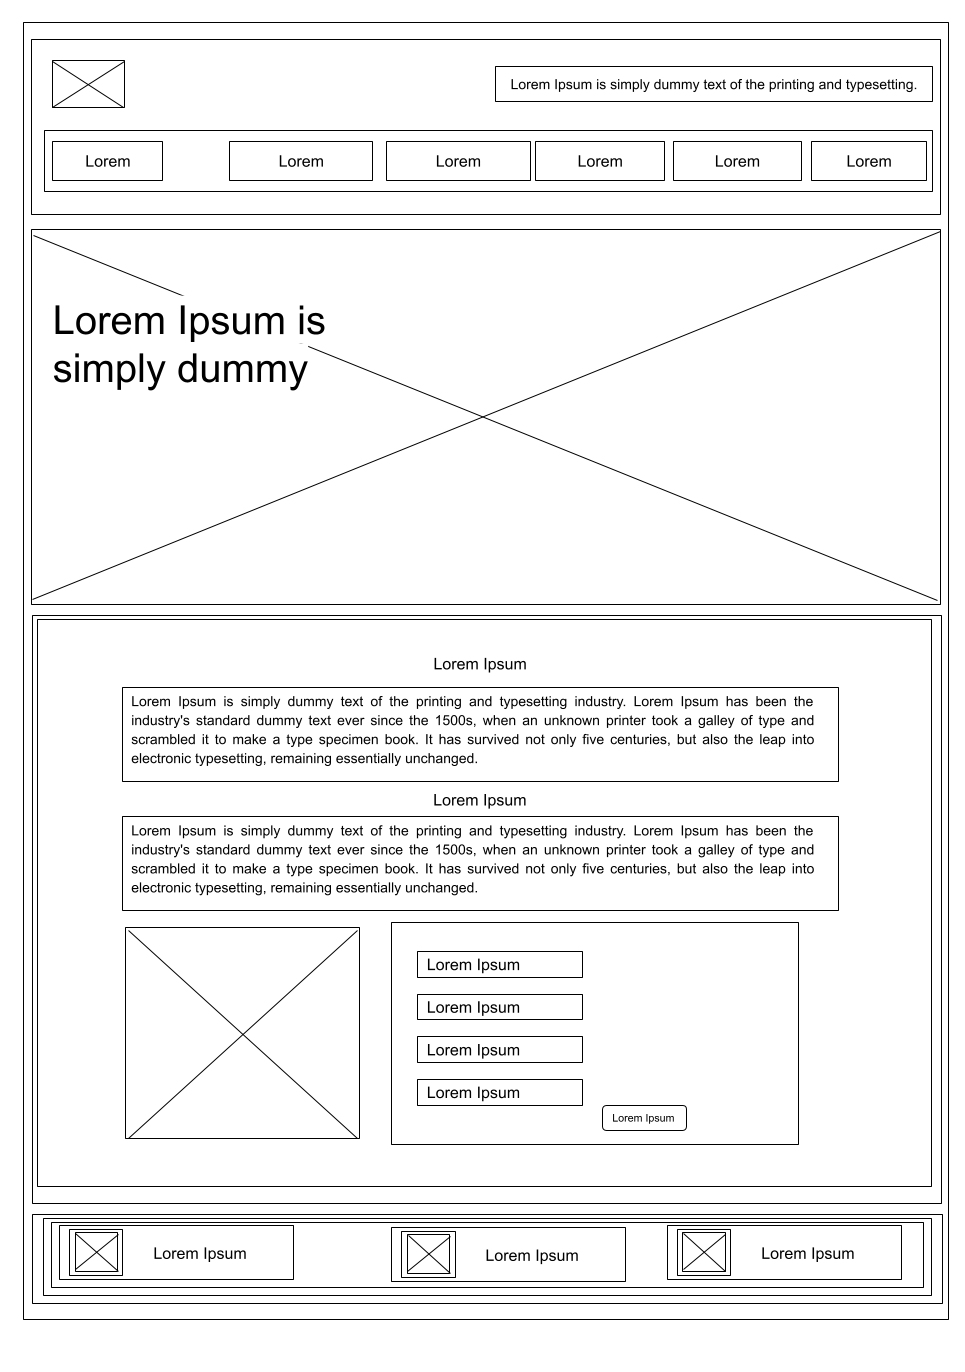 Lorem Ipsum is simply dummy text of the printing and typesetting.
Lorem
Lorem
Lorem
Lorem
Lorem
Lorem
Lorem Ipsum is
simply dummy
Lorem Ipsum
Lorem Ipsum is simply dummy text of the printing and typesetting industry. Lorem Ipsum has been the
industry's standard dummy text ever since the 1500s, when an unknown printer took a galley of type and
scrambled it to make a type specimen book. It has survived not only five centuries, but also the leap into
electronic typesetting, remaining essentially unchanged.
Lorem Ipsum
Lorem Ipsum is simply dummy text of the printing and typesetting industry. Lorem Ipsum has been the
industry's standard dummy text ever since the 1500s, when an unknown printer took a galley of type and
scrambled it to make a type specimen book. It has survived not only five centuries, but also the leap into
electronic typesetting, remaining essentially unchanged.
Lorem Ipsum
Lorem Ipsum
Lorem Ipsum
Lorem Ipsum
Lorem Ipsum
Lorem Ipsum
Lorem Ipsum
Lorem Ipsum